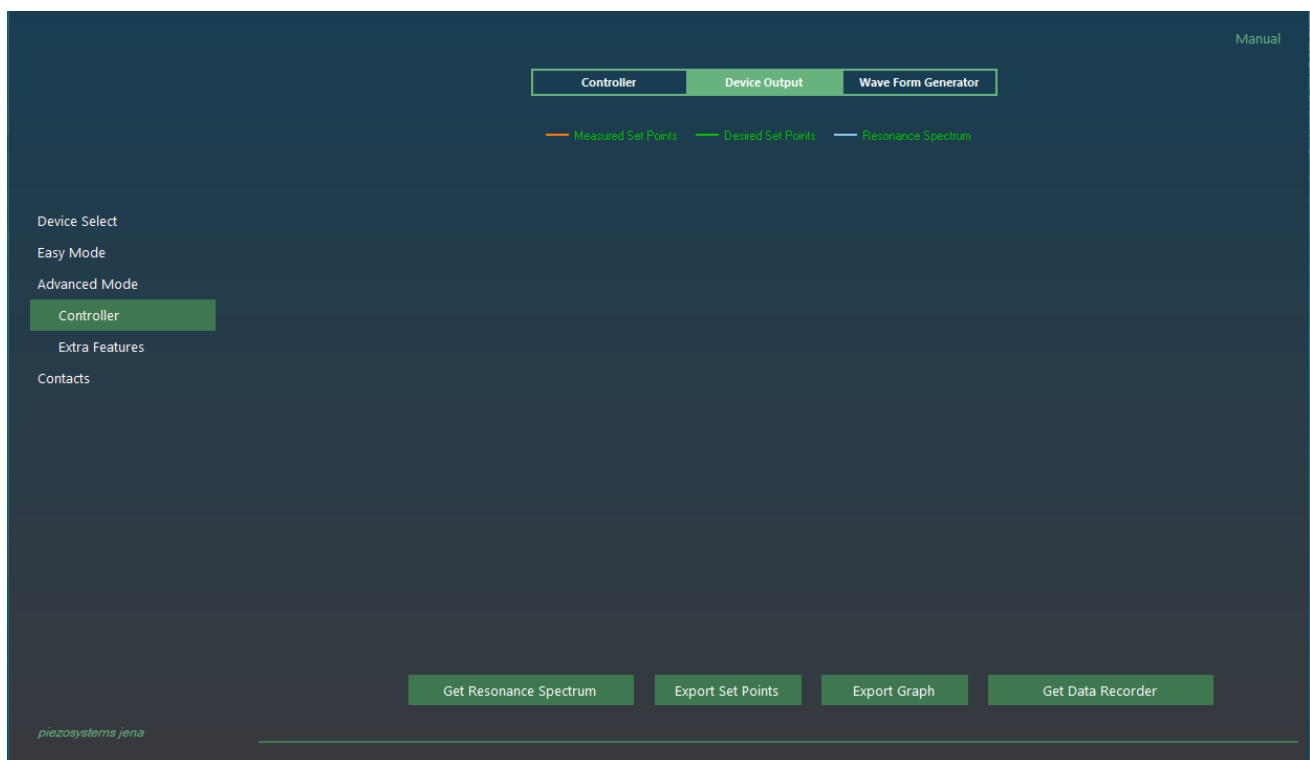 Manual
Controller Device Output Wave Form Generator
Measured Set Points Desired Set Points Resonance Spectrum
Device Select
Easy Mode
Advanced Mode
Controller
Extra Features
Contacts
Get Resonance Spectrum Export Set Points Export Graph Get Data Recorder
piezosystems jena